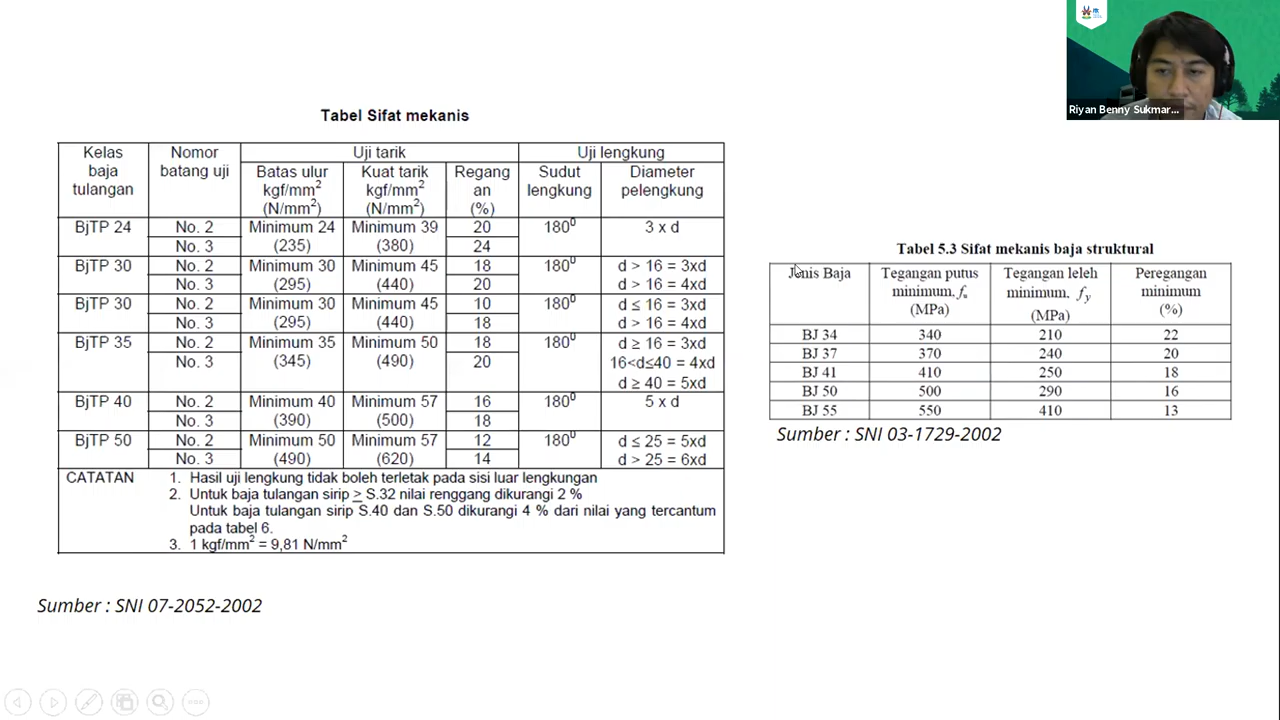 Riyan Benny Sukmar...
Tabel Sifat mekanis
Kelas baja tulangan | Nomor batang uji | Uji tarik | Uji lengkung
Batas ulur kgf/mm² (N/mm²) | Kuat tarik kgf/mm² (N/mm²) | Regang an (%) | Sudut lengkung | Diameter pelengkung
BjTP 24 | No. 2 | Minimum 24 | Minimum 39 | 20 | 180⁰ | 3 x d
No. 3 | (235) | (380) | 24
BjTP 30 | No. 2 | Minimum 30 | Minimum 45 | 18 | 180⁰ | d > 16 = 3xd
No. 3 | (295) | (440) | 20 | d > 16 = 4xd
BjTP 30 | No. 2 | Minimum 30 | Minimum 45 | 10 | 180⁰ | d ≤ 16 = 3xd
No. 3 | (295) | (440) | 18 | d > 16 = 4xd
BjTP 35 | No. 2 | Minimum 35 | Minimum 50 | 18 | 180⁰ | d ≥ 16 = 3xd
No. 3 | (345) | (490) | 20 | 16<d≤40 = 4xd
d ≥ 40 = 5xd
BjTP 40 | No. 2 | Minimum 40 | Minimum 57 | 16 | 180⁰ | 5 x d
No. 3 | (390) | (500) | 18
BjTP 50 | No. 2 | Minimum 50 | Minimum 57 | 12 | 180⁰ | d ≤ 25 = 5xd
No. 3 | (490) | (620) | 14 | d > 25 = 6xd
CATATAN 1. Hasil uji lengkung tidak boleh terletak pada sisi luar lengkungan
2. Untuk baja tulangan sirip ≥ S.32 nilai renggang dikurangi 2 %
Untuk baja tulangan sirip S.40 dan S.50 dikurangi 4 % dari nilai yang tercantum
pada tabel 6.
3. 1 kgf/mm² = 9,81 N/mm²
Sumber : SNI 07-2052-2002
Tabel 5.3 Sifat mekanis baja struktural
Jenis Baja | Tegangan putus minimum, fᵤ (MPa) | Tegangan leleh minimum, f_y (MPa) | Peregangan minimum (%)
BJ 34 | 340 | 210 | 22
BJ 37 | 370 | 240 | 20
BJ 41 | 410 | 250 | 18
BJ 50 | 500 | 290 | 16
BJ 55 | 550 | 410 | 13
Sumber : SNI 03-1729-2002